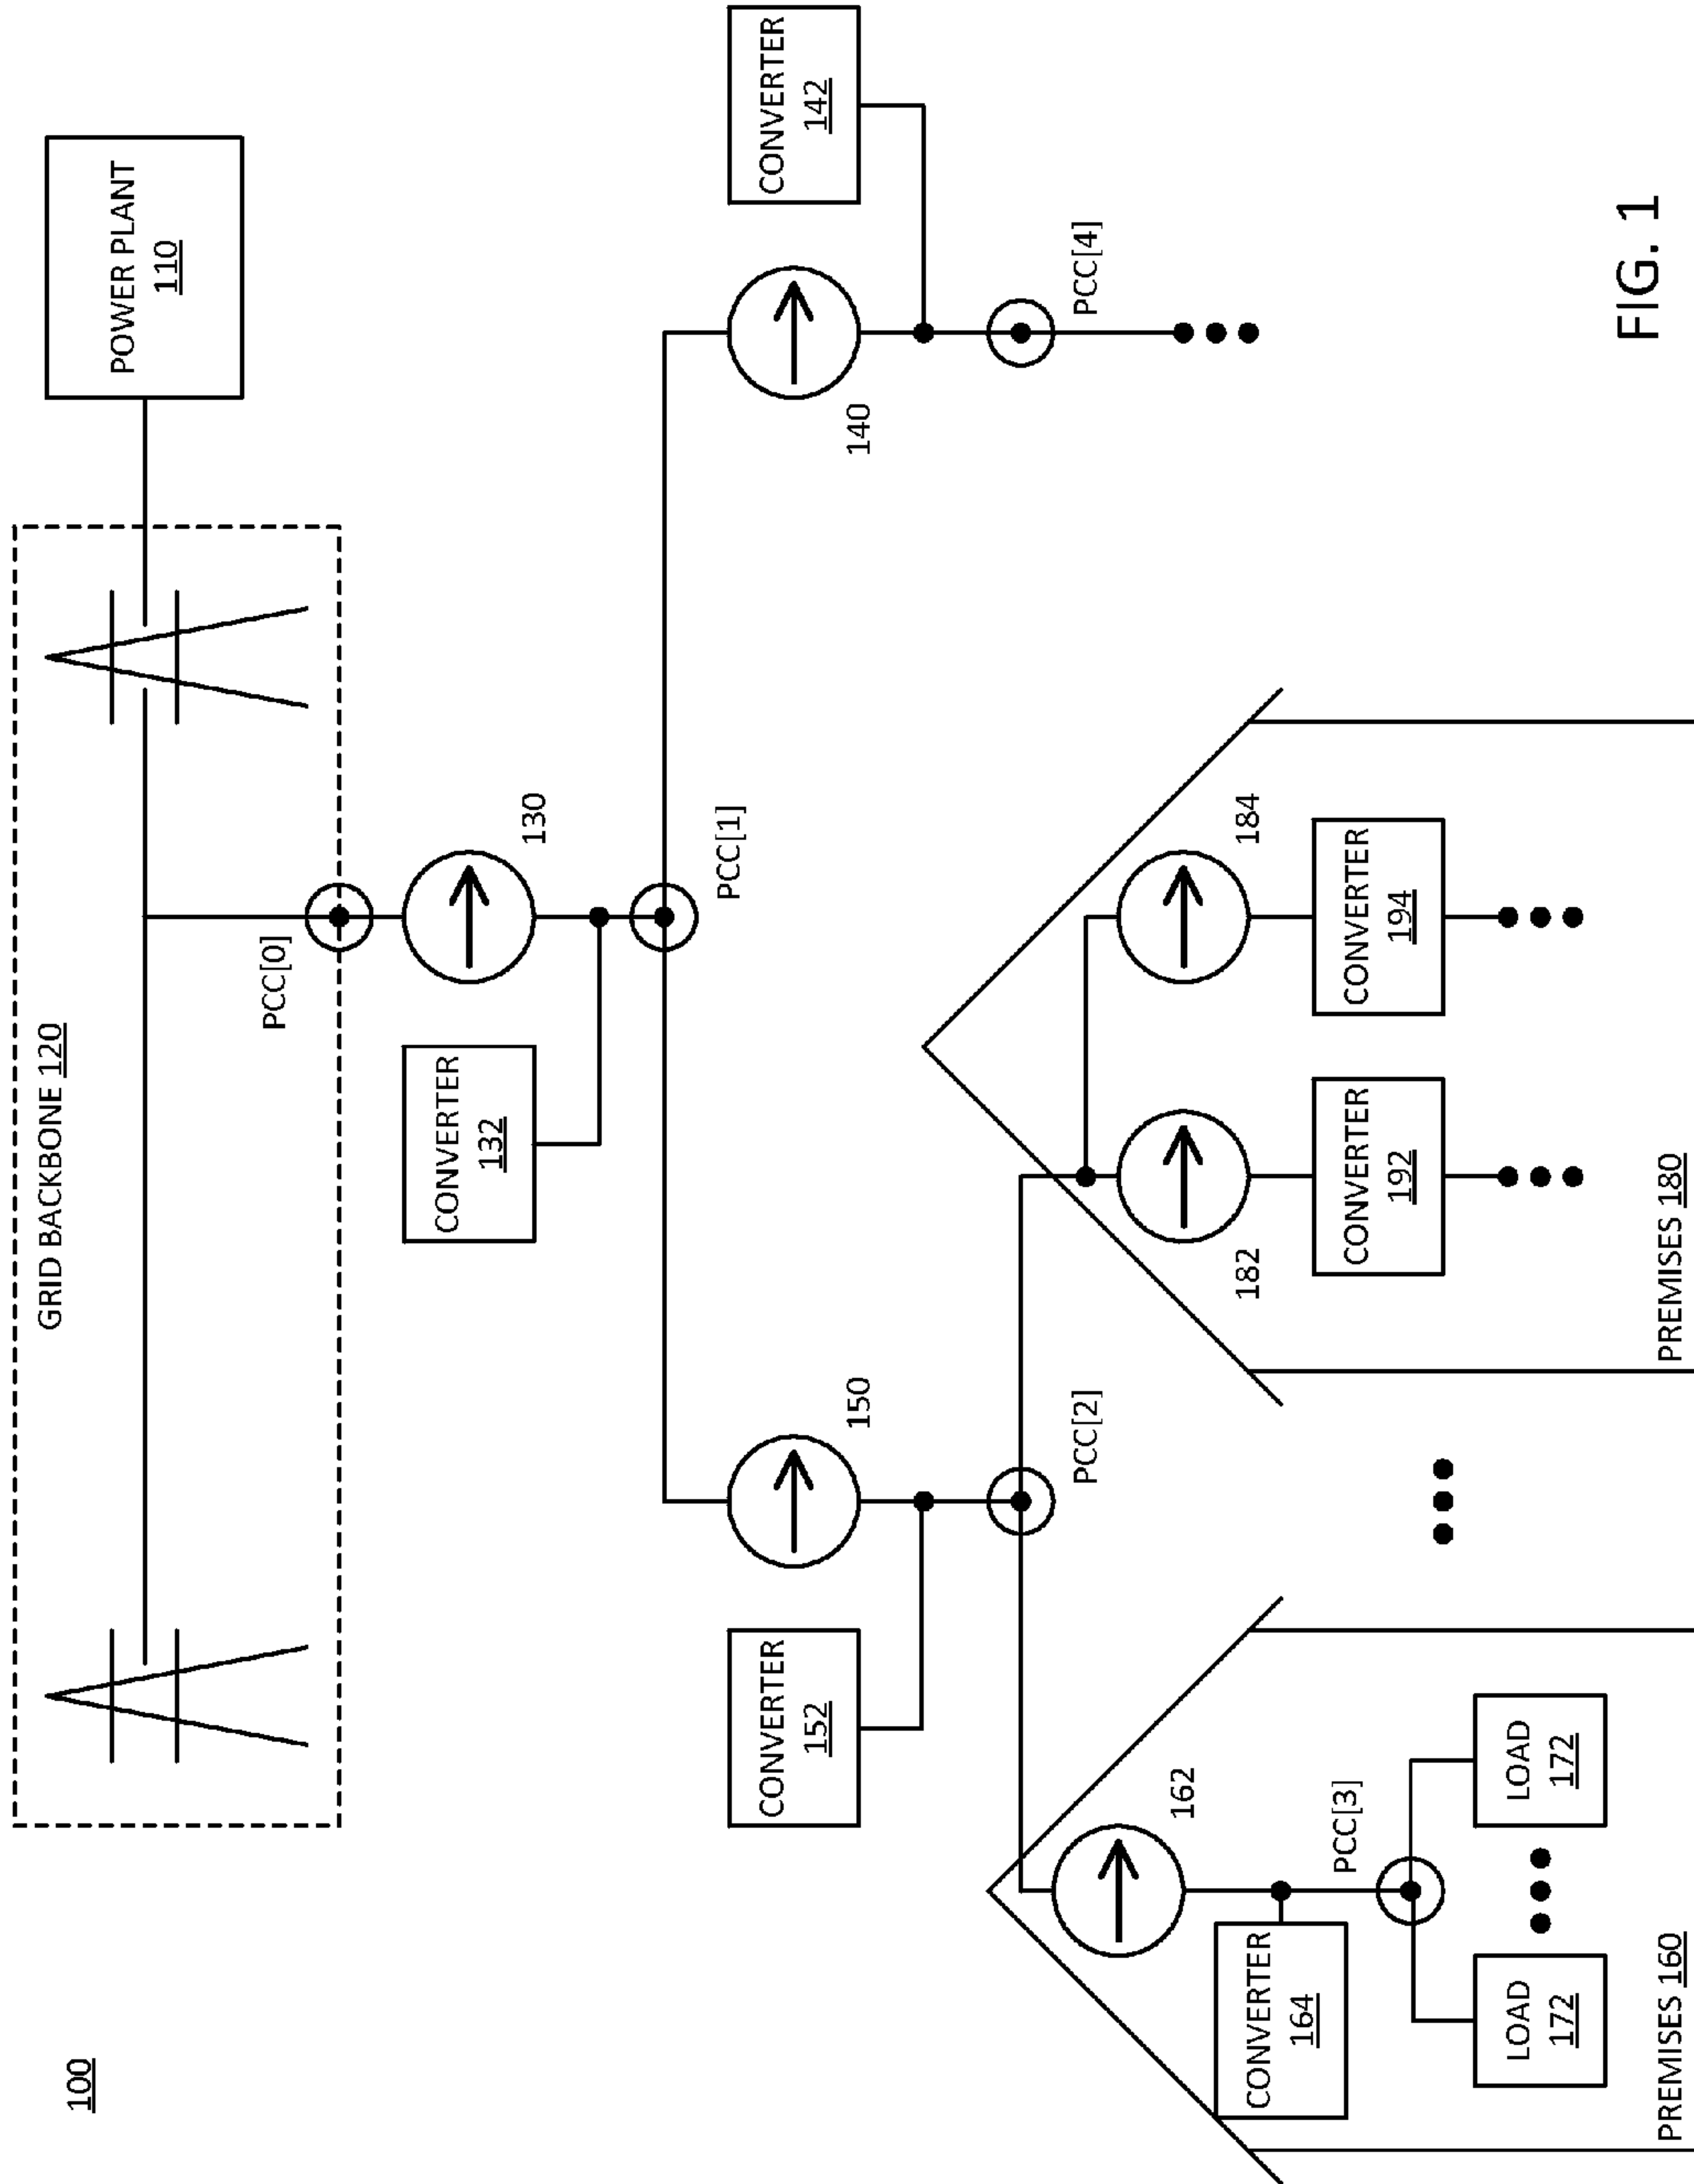 100
GRID BACKBONE 120
POWER PLANT
110
PCC[0]
130
CONVERTER
132
PCC[1]
CONVERTER
152
150
140
CONVERTER
142
PCC[2]
PCC[4]
162
CONVERTER
164
PCC[3]
LOAD
172
LOAD
172
PREMISES 160
182
184
CONVERTER
192
CONVERTER
194
PREMISES 180
FIG. 1